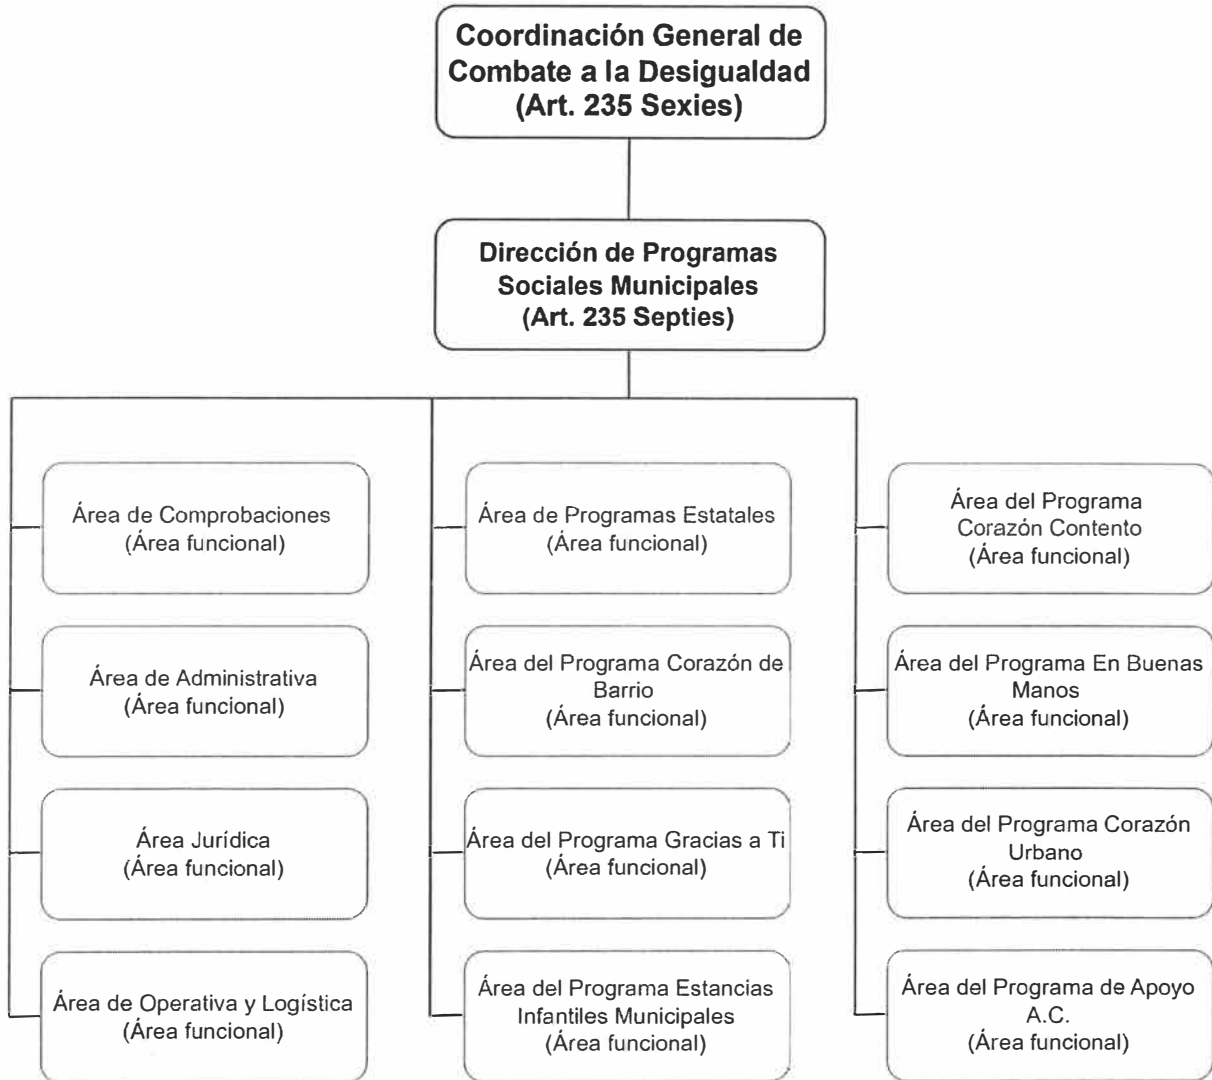 Coordinación General de
Combate a la Desigualdad
(Art. 235 Sexies)
Dirección de Programas
Sociales Municipales
(Art. 235 Septies)
Área de Comprobaciones
(Área funcional)
Área de Administrativa
(Área funcional)
Área Jurídica
(Área funcional)
Área de Operativa y Logística
(Área funcional)
Área de Programas Estatales
(Área funcional)
Área del Programa Corazón de
Barrio
(Área funcional)
Área del Programa Gracias a Ti
(Área funcional)
Área del Programa Estancias
Infantiles Municipales
(Área funcional)
Área del Programa
Corazón Contento
(Área funcional)
Área del Programa En Buenas
Manos
(Área funcional)
Área del Programa Corazón
Urbano
(Área funcional)
Área del Programa de Apoyo
A.C.
(Área funcional)